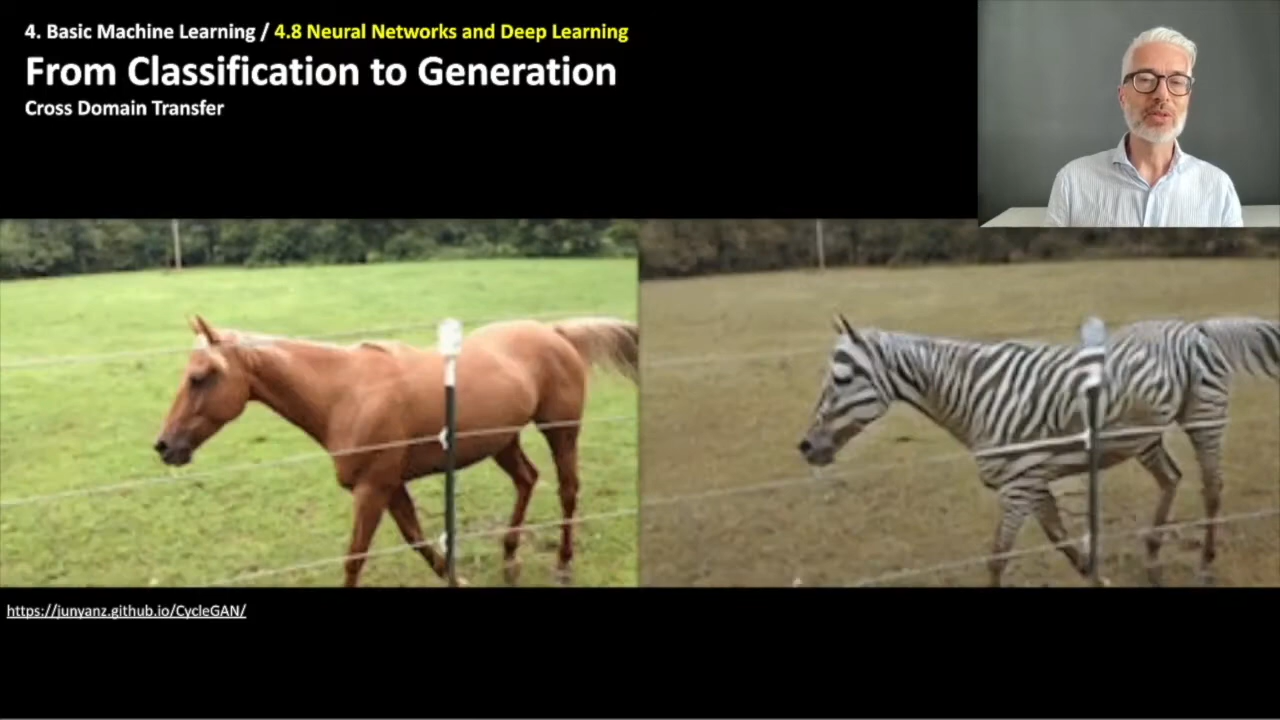 4. Basic Machine Learning / 4.8 Neural Networks and Deep Learning
From Classification to Generation
Cross Domain Transfer
https://junyanz.github.io/CycleGAN/